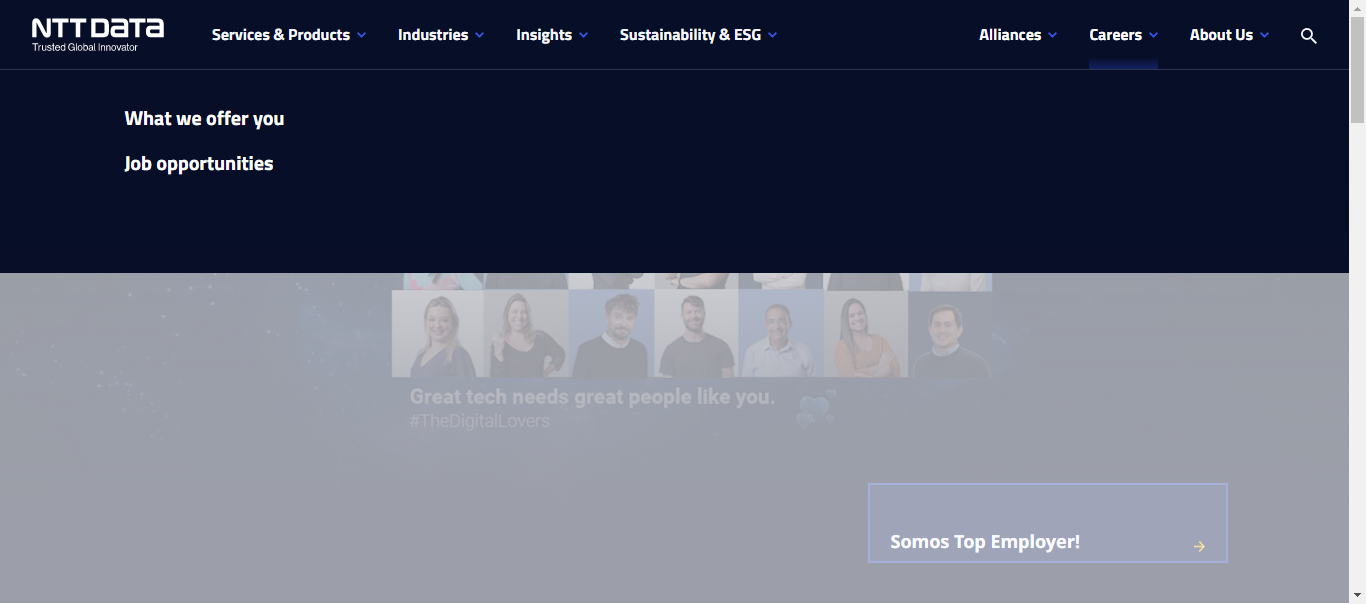 NTT DATA
Trusted Global Innovator
Services & Products
Industries
Insights
Sustainability & ESG
Alliances
Careers
About Us
What we offer you
Job opportunities
Great tech needs great people like you.
#TheDigitalLovers
Somos Top Employer!